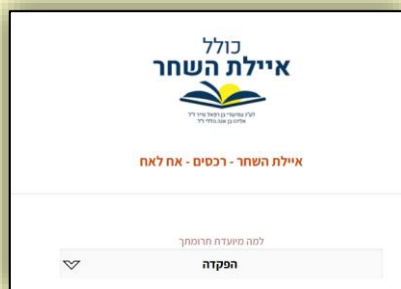 כולל
איילת השחר
איילת השחר - רכסים - אח לאח
למה מיועדת תרומתך
הפקדה